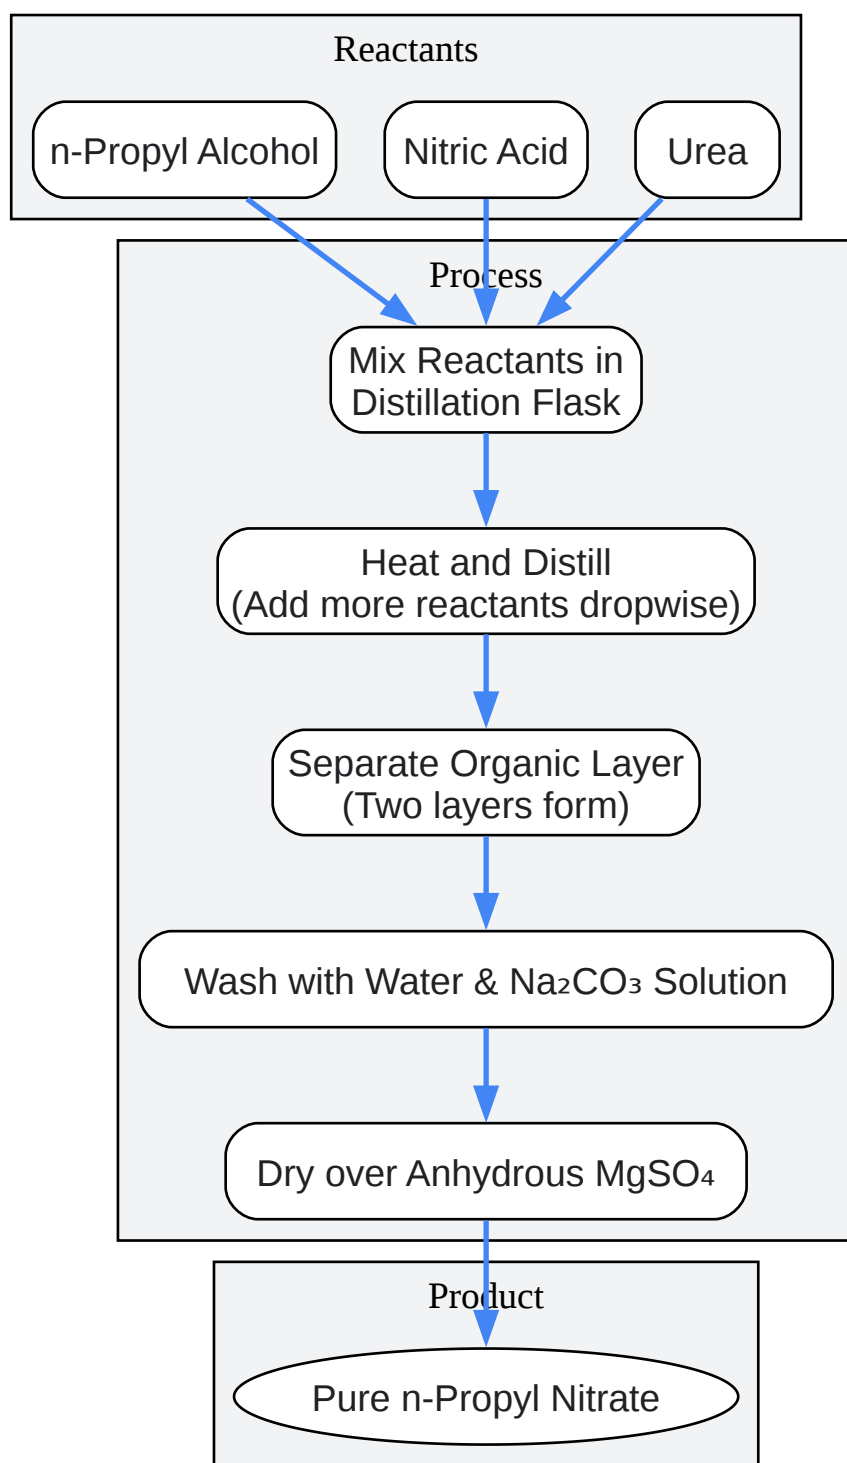 Reactants
n-Propyl Alcohol
Nitric Acid
Urea
Process
Mix Reactants in
Distillation Flask
Heat and Distill
(Add more reactants dropwise)
Separate Organic Layer
(Two layers form)
Wash with Water & Na₂CO₃ Solution
Dry over Anhydrous MgSO₄
Product
Pure n-Propyl Nitrate